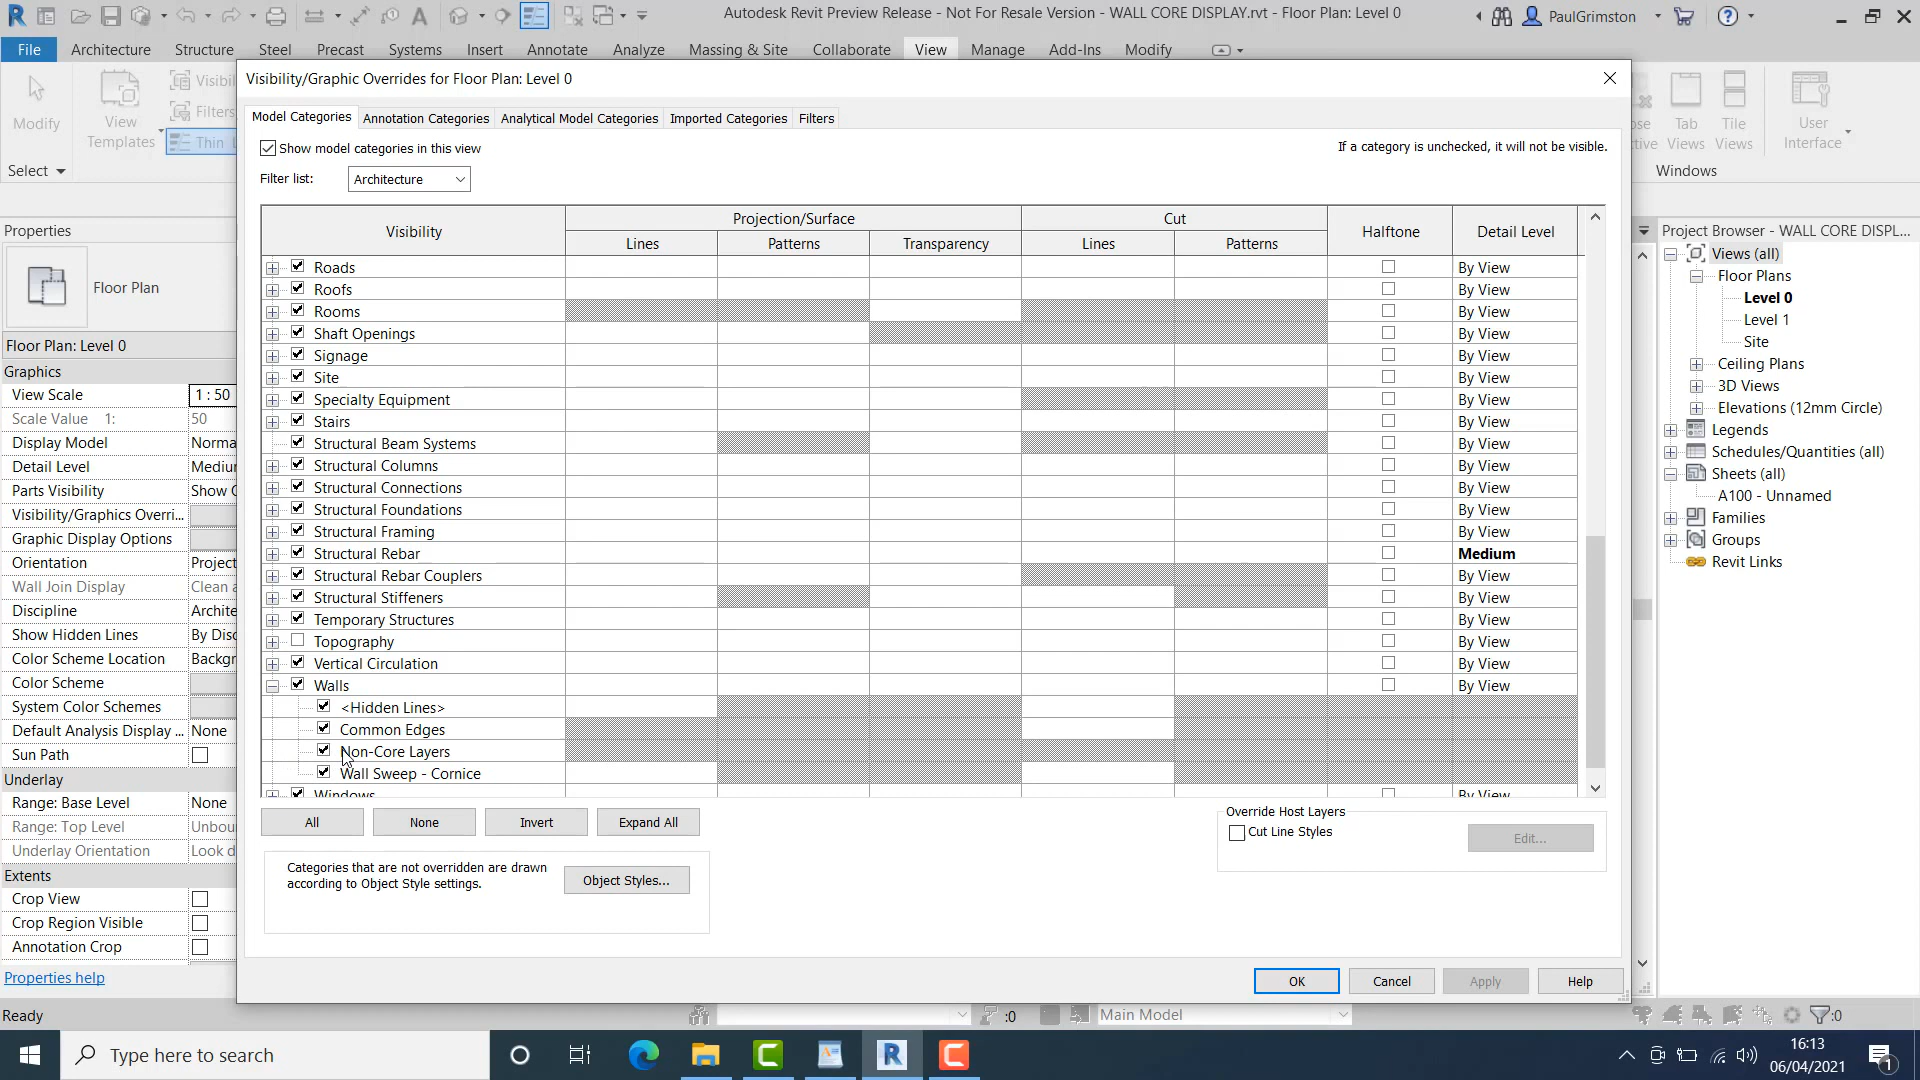 Autodesk Revit Preview Release - Not For Resale Version - WALL CORE DISPLAY.rvt - Floor Plan: Level 0
PaulGrimston
File Architecture Structure Steel Precast Systems Insert Annotate Analyze Massing & Site Collaborate View Manage Add-Ins Modify
Modify
View
Templates
Filters
Thin
Select
Tab
Views
Tile
Views
User
Interface
Windows
Visibility/Graphic Overrides for Floor Plan: Level 0
Model Categories Annotation Categories Analytical Model Categories Imported Categories Filters
Show model categories in this view
If a category is unchecked, it will not be visible.
Filter list: Architecture
Visibility Projection/Surface Cut Halftone Detail Level
Lines Patterns Transparency Lines Patterns
Roads By View
Roofs By View
Rooms By View
Shaft Openings By View
Signage By View
Site By View
Specialty Equipment By View
Stairs By View
Structural Beam Systems By View
Structural Columns By View
Structural Connections By View
Structural Foundations By View
Structural Framing By View
Structural Rebar Medium
Structural Rebar Couplers By View
Structural Stiffeners By View
Temporary Structures By View
Topography By View
Vertical Circulation By View
Walls By View
<Hidden Lines>
Common Edges
Non-Core Layers
Wall Sweep - Cornice
Windows By View
All None Invert Expand All
Override Host Layers
Cut Line Styles
Edit...
Categories that are not overridden are drawn
according to Object Style settings.
Object Styles...
OK Cancel Apply Help
Properties
Floor Plan
Floor Plan: Level 0
Graphics
View Scale 1 : 50
Scale Value 1: 50
Display Model
Detail Level
Parts Visibility Show
Visibility/Graphics Overri...
Graphic Display Options
Orientation
Wall Join Display Clean
Discipline
Show Hidden Lines By
Color Scheme Location
Color Scheme
System Color Schemes
Default Analysis Display ... None
Sun Path
Underlay
Range: Base Level None
Range: Top Level
Underlay Orientation Look
Extents
Crop View
Crop Region Visible
Annotation Crop
Properties help
Project Browser - WALL CORE DISPL...
Views (all)
Floor Plans
Level 0
Level 1
Site
Ceiling Plans
3D Views
Elevations (12mm Circle)
Legends
Schedules/Quantities (all)
Sheets (all)
A100 - Unnamed
Families
Groups
Revit Links
Ready
:0
Main Model
:0
Type here to search
16:13
06/04/2021
1